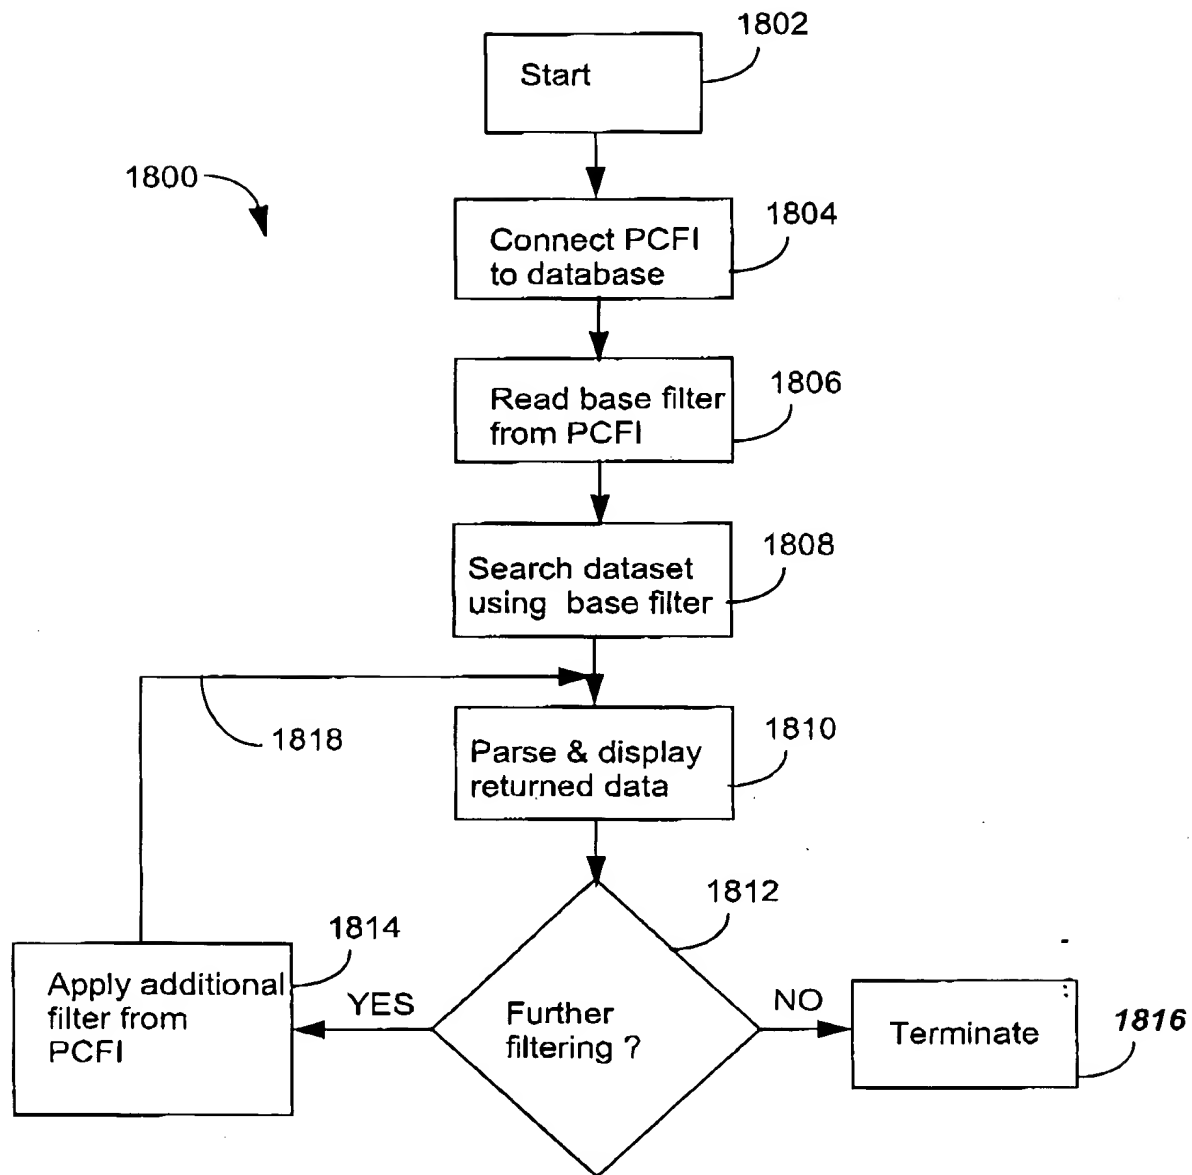 1802
Start
1800
1804
Connect PCFI
to database
1806
Read base filter
from PCFI
1808
Search dataset
using base filter
1818
1810
Parse & display
returned data
1812
1814
Apply additional
filter from
PCFI
YES
Further
filtering ?
NO
Terminate
1816